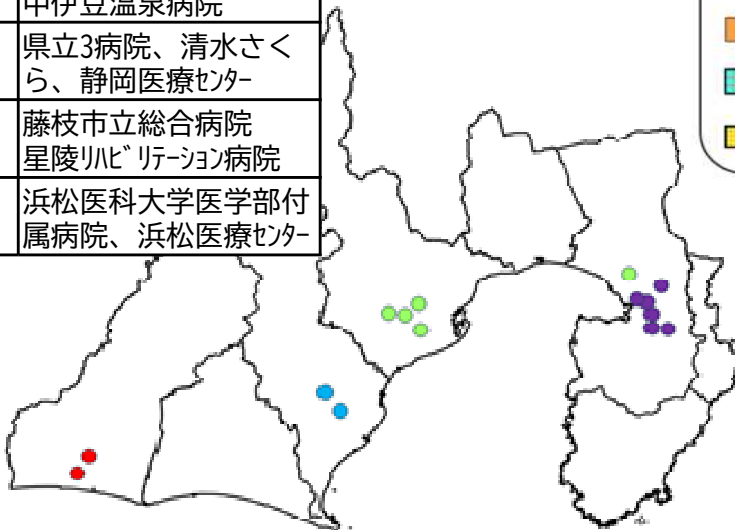 中伊豆温泉病院
県立3病院、清水さく
ら、静岡医療ｾﾝﾀｰ
藤枝市立総合病院
星陵ﾘﾊﾋﾞﾘﾃｰｼｮﾝ病院
浜松医科大学医学部付
属病院、浜松医療ｾﾝﾀｰ